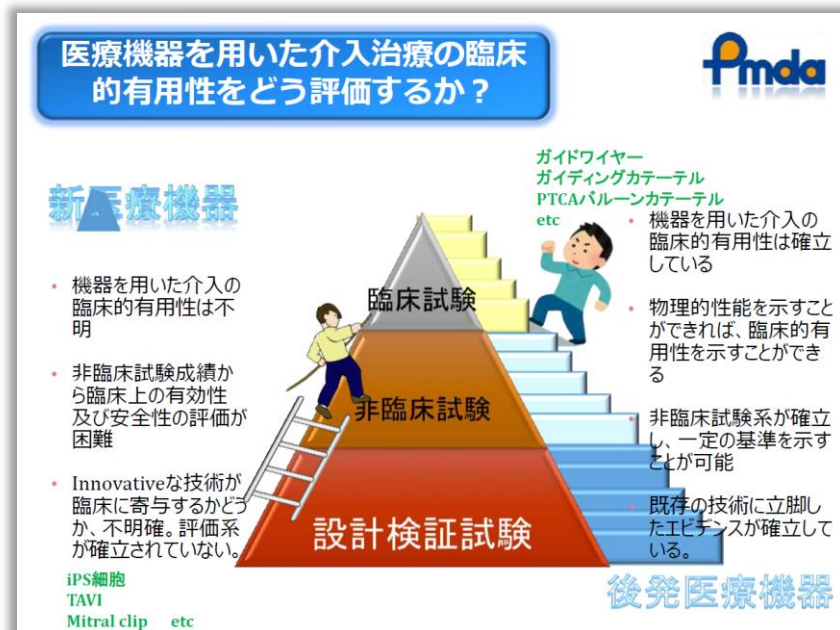 医療機器を用いた介入治療の臨床
的有用性をどう評価するか？
Pmda
新医療機器
• 機器を用いた介入の
臨床的有用性は不
明
• 非臨床試験成績か
ら臨床上の有効性
及び安全性の評価が
困難
• Innovativeな技術が
臨床に寄与するかどう
か、不明確。評価系
が確立されていない。
iPS細胞
TAVI
Mitral clip etc
臨床試験
非臨床試験
設計検証試験
ガイドワイヤー
ガイディングカテーテル
PTCAバルーンカテーテル
etc
• 機器を用いた介入の
臨床的有用性は確立
している
• 物理的性能を示すこと
ができれば、臨床的有
用性を示すことができ
る
• 非臨床試験系が確立
し、一定の基準を示す
ことが可能
• 既存の技術に立脚し
たエビデンスが確立して
いる。
後発医療機器